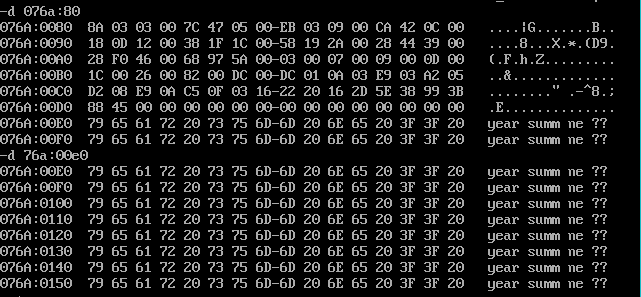 -d 076a:80
076A:0080  8A 03 03 00 7C 47 05 00-EB 03 09 00 CA 42 0C 00   ....|G.......B..
076A:0090  18 0D 12 00 38 1F 1C 00-58 19 2A 00 28 44 39 00   ....8...X.*.(D9.
076A:00A0  28 F0 46 00 68 97 5A 00-03 00 07 00 09 00 0D 00   (.F.h.Z.........
076A:00B0  1C 00 26 00 82 00 DC 00-DC 01 0A 03 E9 03 A2 05   ..&.............
076A:00C0  D2 08 E9 0A C5 0F 03 16-22 20 16 2D 5E 38 99 3B   ........" .-^8.;
076A:00D0  88 45 00 00 00 00 00 00-00 00 00 00 00 00 00 00   .E..............
076A:00E0  79 65 61 72 20 73 75 6D-6D 20 6E 65 20 3F 3F 20   year summ ne ??
076A:00F0  79 65 61 72 20 73 75 6D-6D 20 6E 65 20 3F 3F 20   year summ ne ??
-d 76a:00e0
076A:00E0  79 65 61 72 20 73 75 6D-6D 20 6E 65 20 3F 3F 20   year summ ne ??
076A:00F0  79 65 61 72 20 73 75 6D-6D 20 6E 65 20 3F 3F 20   year summ ne ??
076A:0100  79 65 61 72 20 73 75 6D-6D 20 6E 65 20 3F 3F 20   year summ ne ??
076A:0110  79 65 61 72 20 73 75 6D-6D 20 6E 65 20 3F 3F 20   year summ ne ??
076A:0120  79 65 61 72 20 73 75 6D-6D 20 6E 65 20 3F 3F 20   year summ ne ??
076A:0130  79 65 61 72 20 73 75 6D-6D 20 6E 65 20 3F 3F 20   year summ ne ??
076A:0140  79 65 61 72 20 73 75 6D-6D 20 6E 65 20 3F 3F 20   year summ ne ??
076A:0150  79 65 61 72 20 73 75 6D-6D 20 6E 65 20 3F 3F 20   year summ ne ??